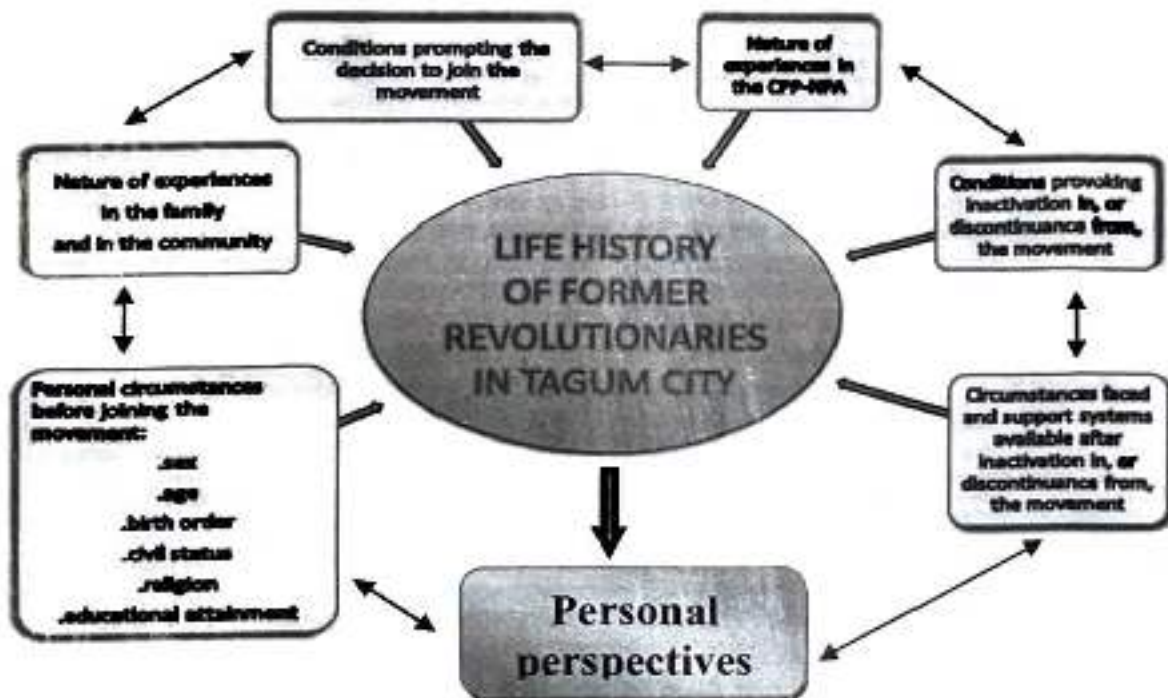 Conditions prompting the
decision to join the
movement
Nature of
experiences in
the CPP-NPA
Nature of experiences
in the family
and in the community
Conditions provoking
inactivation in, or
discontinuance from,
the movement
LIFE HISTORY
OF FORMER
REVOLUTIONARIES
IN TAGUM CITY
Personal circumstances
before joining the
movement:
.sex
.age
.birth order
.civil status
.religion
.educational attainment
Circumstances faced
and support systems
available after
inactivation in, or
discontinuance from,
the movement
Personal
perspectives